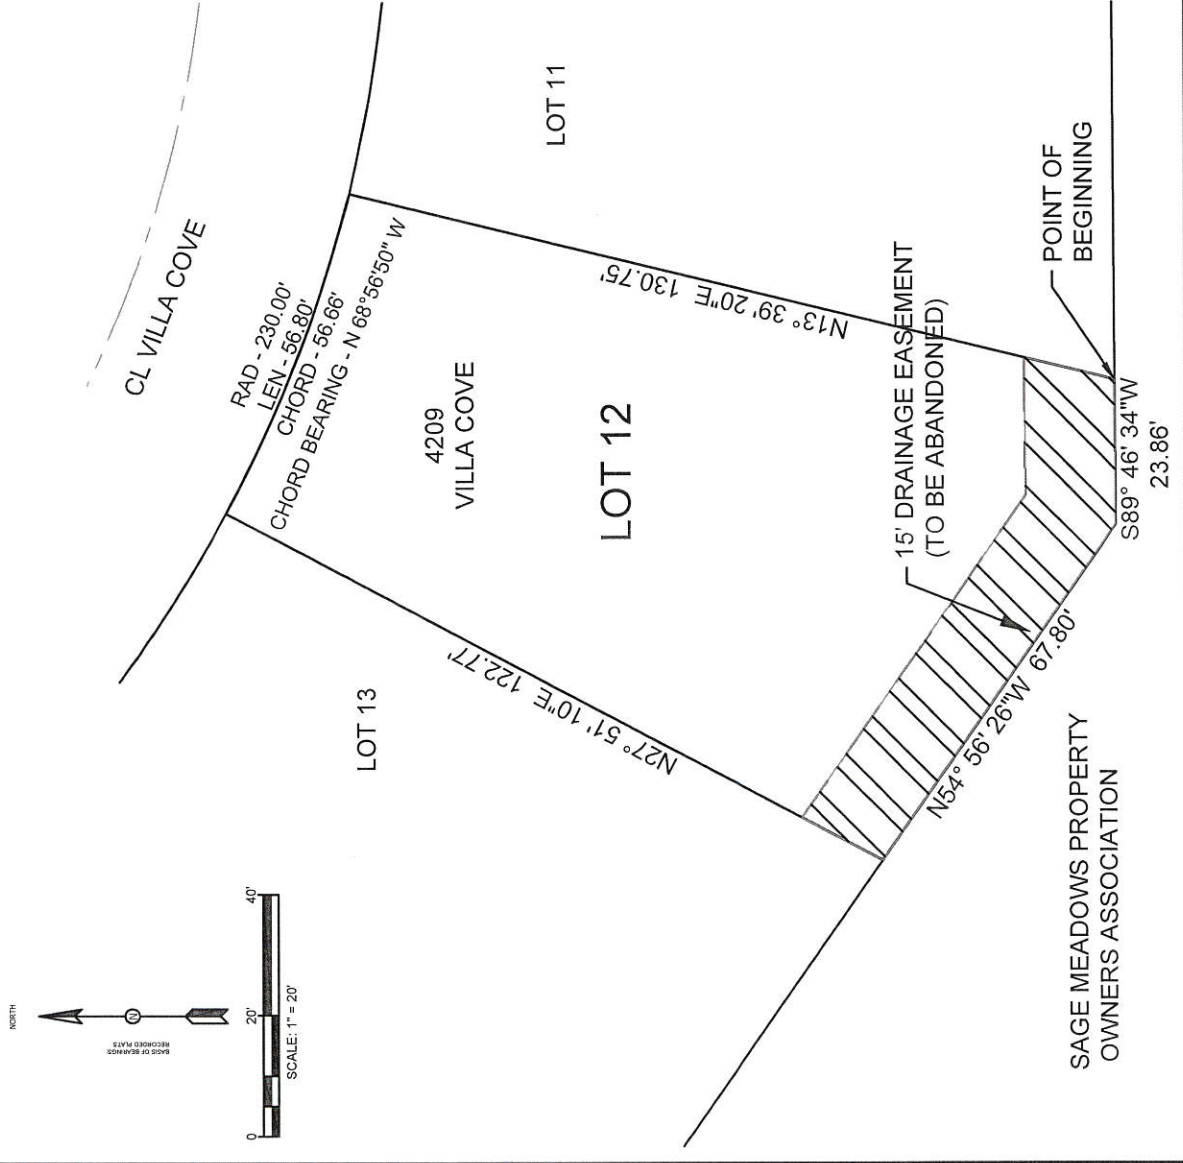 NORTH
BASIS OF BEARINGS
RECORDED PLATS
0
20'
40'
SCALE: 1" = 20'
CL VILLA COVE
RAD - 230.00'
LEN - 56.80'
CHORD - 56.66'
CHORD BEARING - N 68°56'50" W
LOT 11
4209
VILLA COVE
LOT 12
LOT 13
N13° 39' 20"E 130.75'
N27° 51' 10"E 122.77'
15' DRAINAGE EASEMENT
(TO BE ABANDONED)
POINT OF
BEGINNING
S89° 46' 34"W
23.86'
N54° 56' 26"W 67.80'
SAGE MEADOWS PROPERTY
OWNERS ASSOCIATION